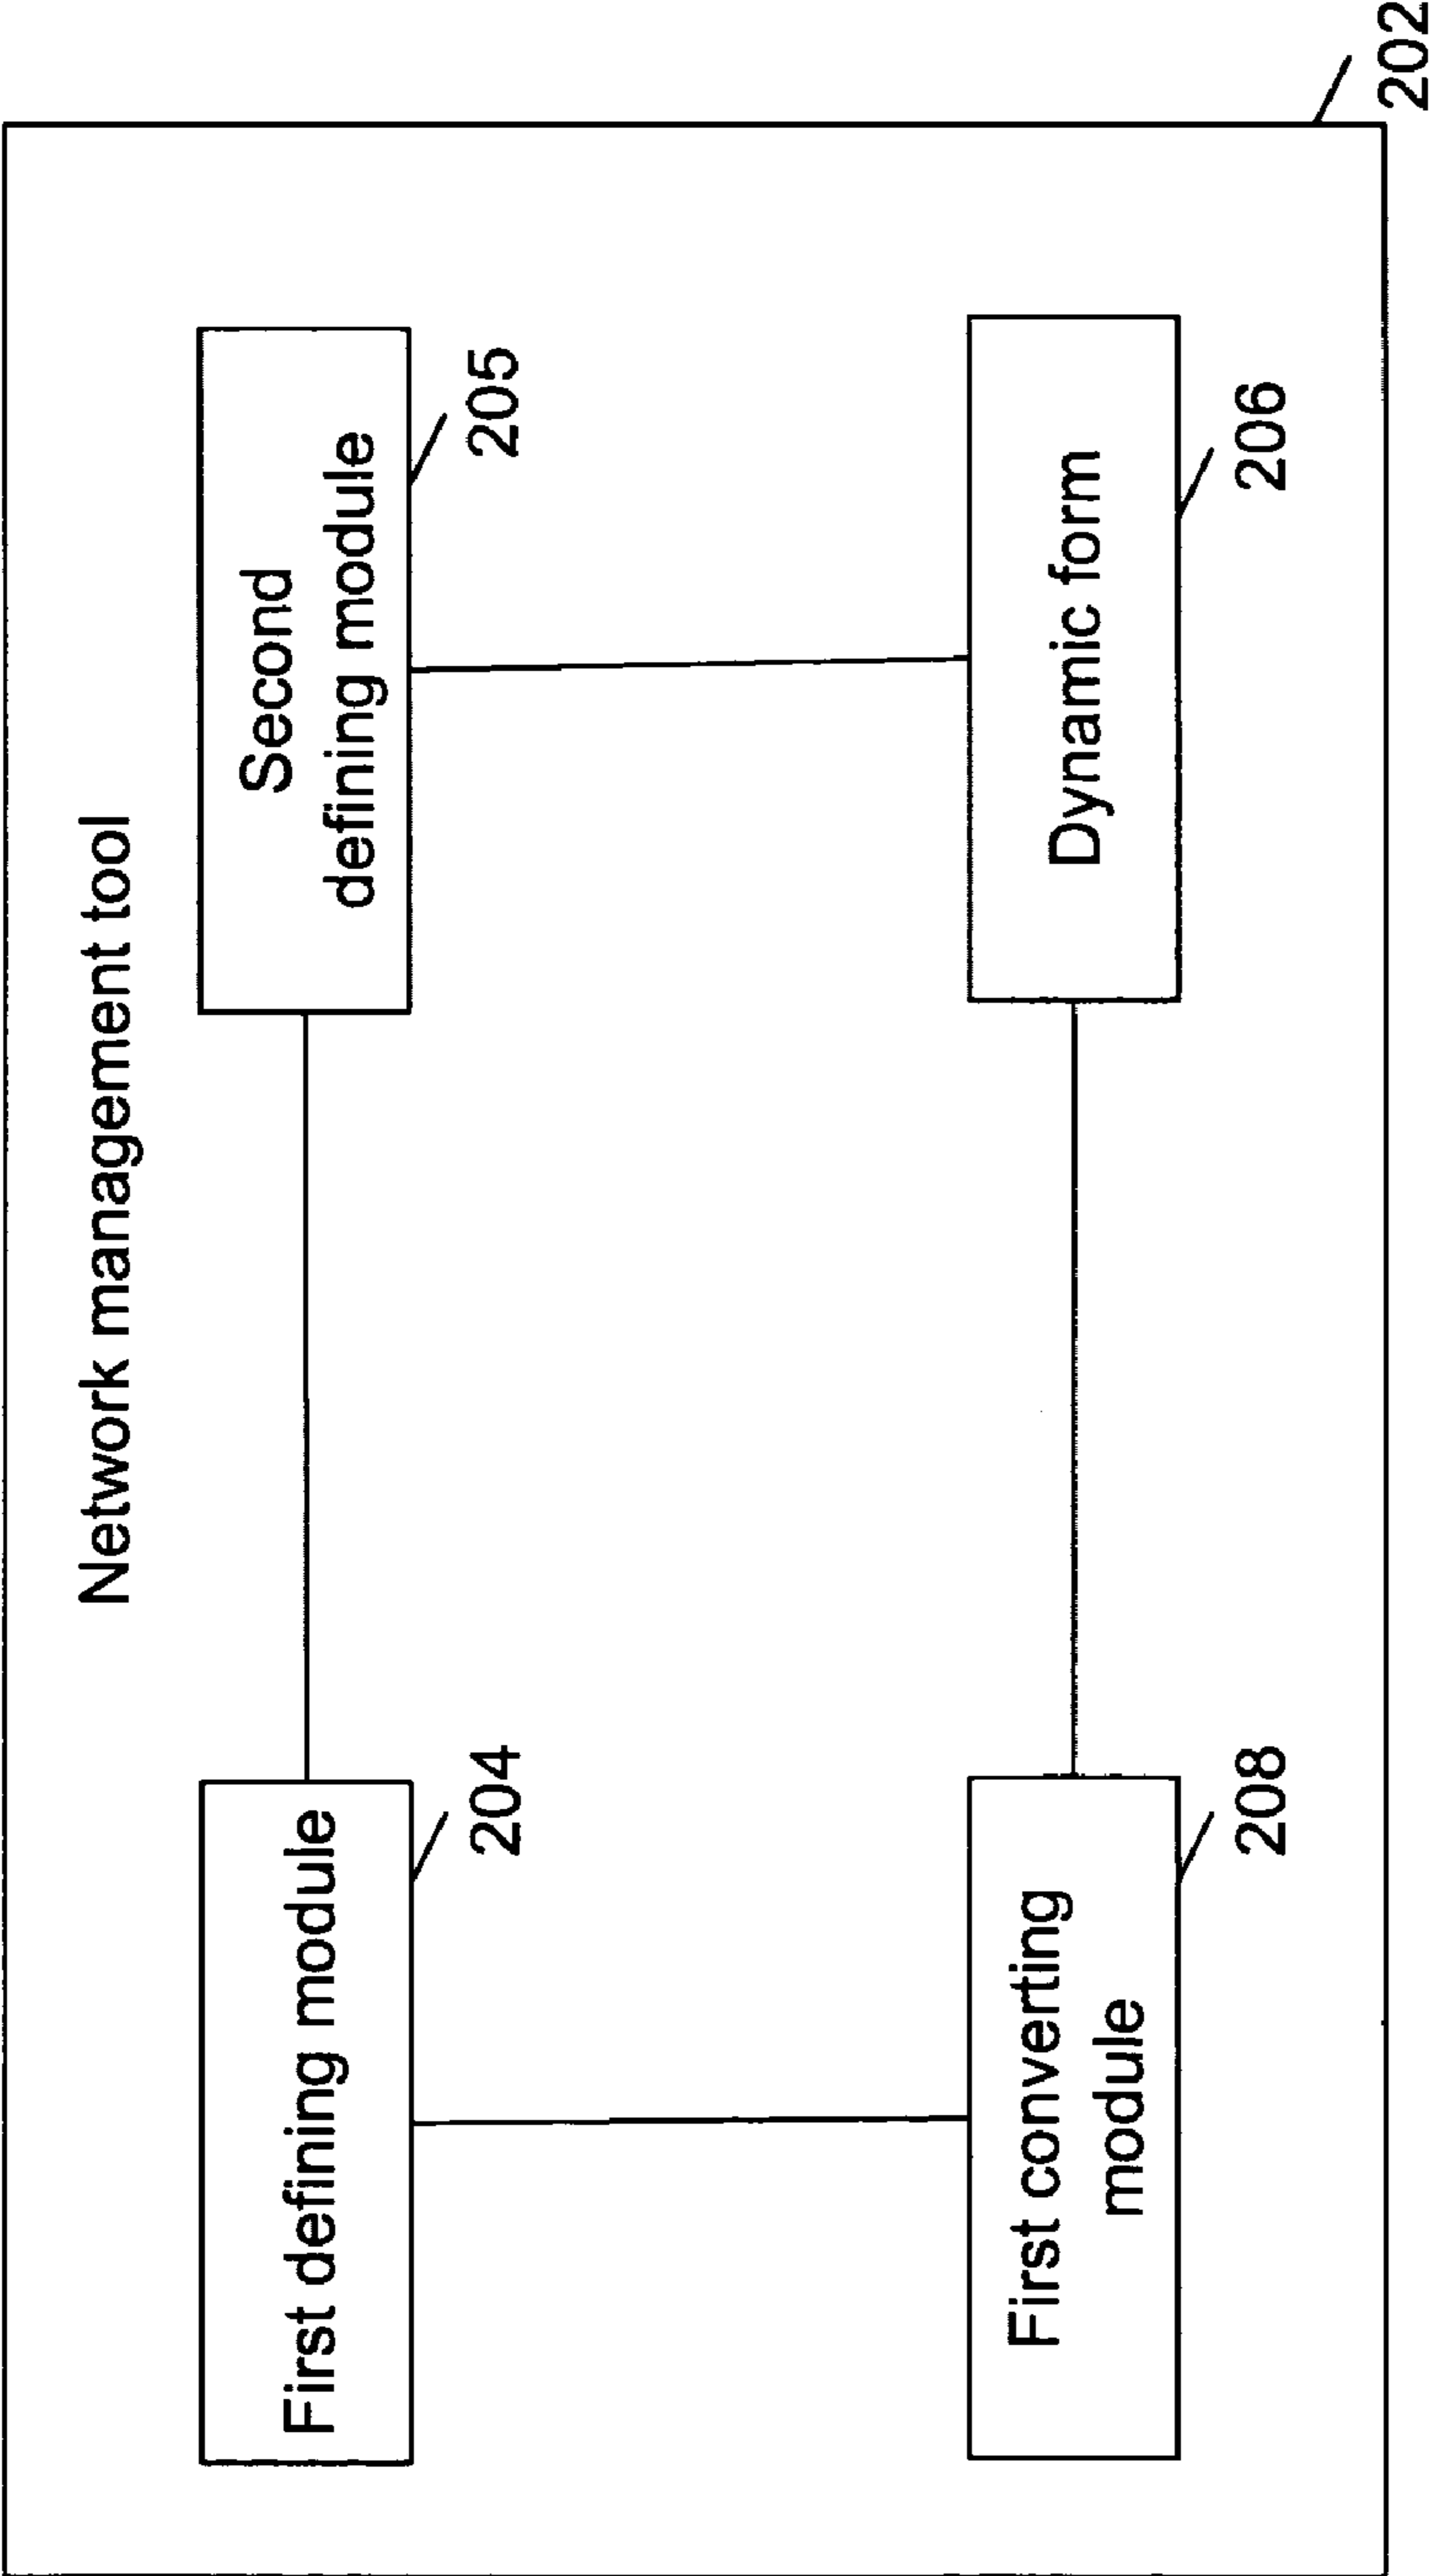 Network management tool
First defining module
204
Second
defining module
205
First converting
module
208
Dynamic form
206
202